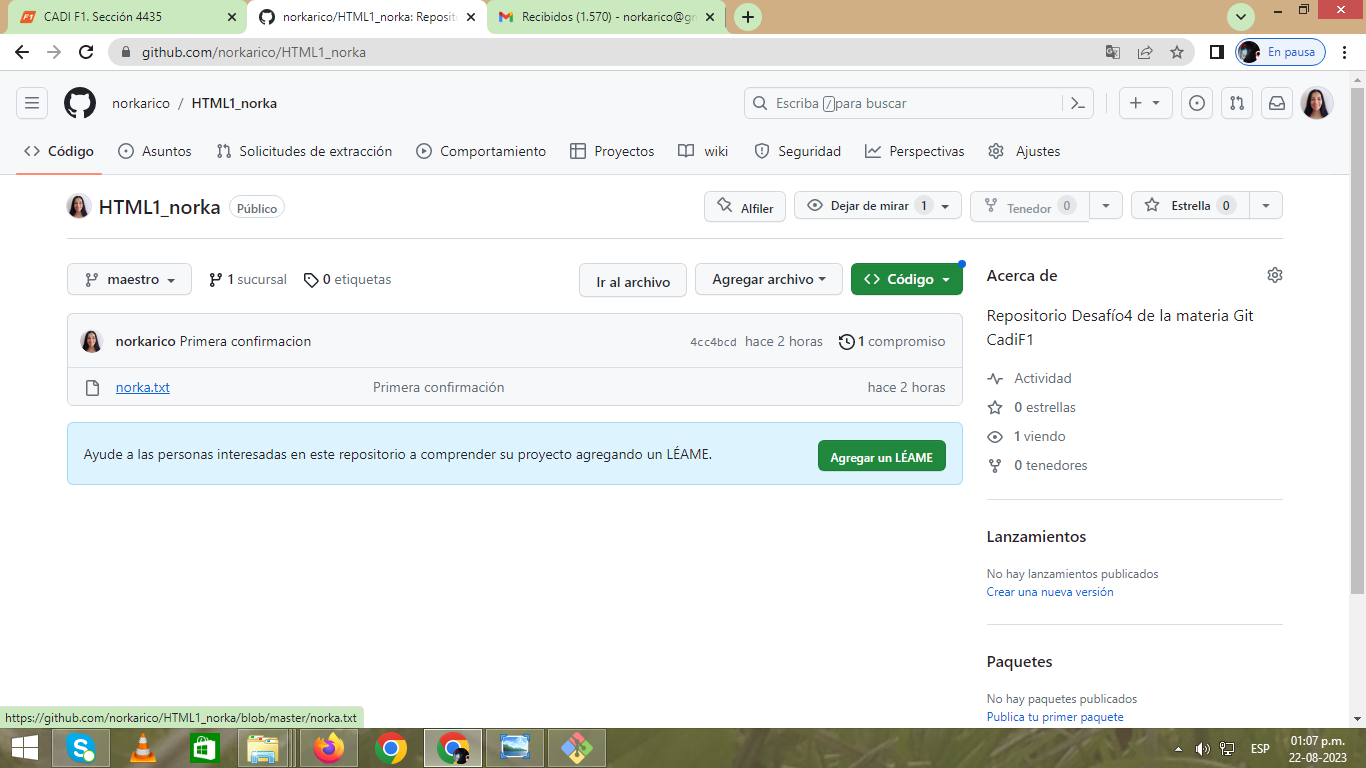 CADI F1. Sección 4435
norkarico/HTML1_norka: Reposit
Recibidos (1.570) - norkarico@gm
github.com/norkarico/HTML1_norka
En pausa
norkarico / HTML1_norka
Escriba / para buscar
Código
Asuntos
Solicitudes de extracción
Comportamiento
Proyectos
wiki
Seguridad
Perspectivas
Ajustes
HTML1_norka
Público
Alfiler
Dejar de mirar 1
Tenedor 0
Estrella 0
maestro
1 sucursal
0 etiquetas
Ir al archivo
Agregar archivo
Código
norkarico Primera confirmacion
4cc4bcd hace 2 horas
1 compromiso
norka.txt
Primera confirmación
hace 2 horas
Ayude a las personas interesadas en este repositorio a comprender su proyecto agregando un LÉAME.
Agregar un LÉAME
Acerca de
Repositorio Desafío4 de la materia Git
CadiF1
Actividad
0 estrellas
1 viendo
0 tenedores
Lanzamientos
No hay lanzamientos publicados
Crear una nueva versión
Paquetes
No hay paquetes publicados
Publica tu primer paquete
https://github.com/norkarico/HTML1_norka/blob/master/norka.txt
ESP
01:07 p.m.
22-08-2023